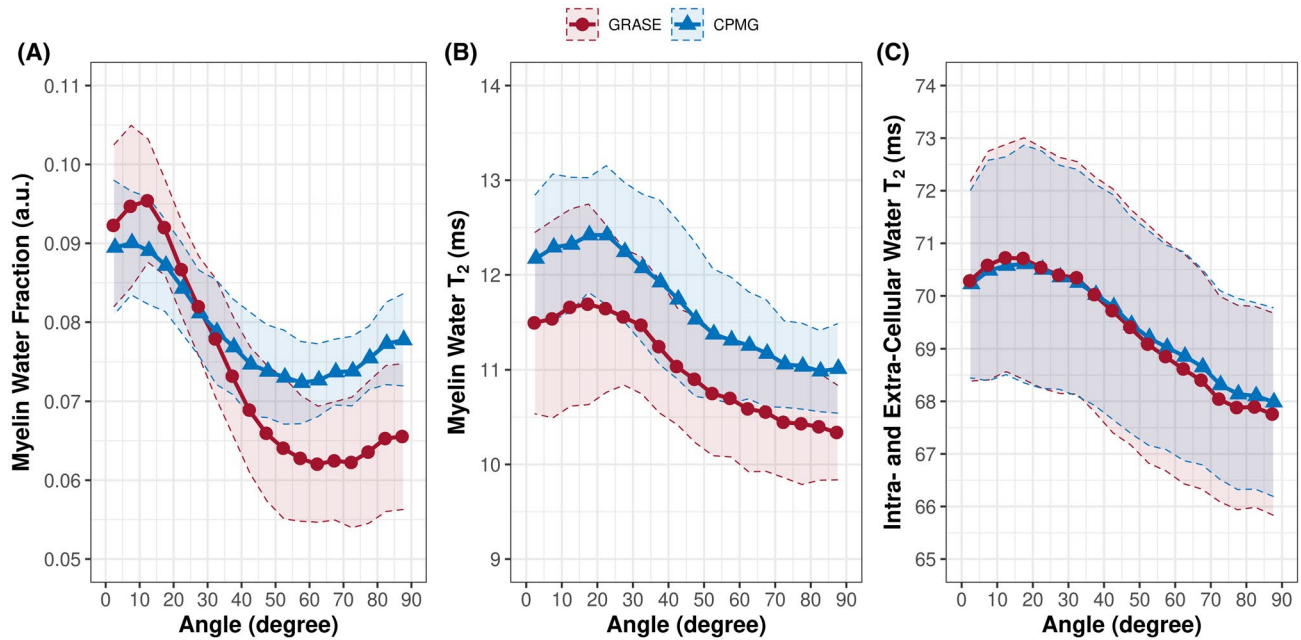 GRASE CPMG
(A) (B) (C)
Myelin Water Fraction (a.u.)
0.11
0.10
0.09
0.08
0.07
0.06
0.05
0 10 20 30 40 50 60 70 80 90
Angle (degree)
Myelin Water T2 (ms)
14
13
12
11
10
9
0 10 20 30 40 50 60 70 80 90
Angle (degree)
Intra- and Extra-Cellular Water T2 (ms)
74
73
72
71
70
69
68
67
66
65
0 10 20 30 40 50 60 70 80 90
Angle (degree)